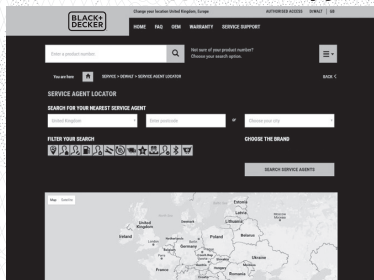 Change your location: United Kingdom, Europe
AUTHORISED ACCESS DEWALT GB
BLACK+
DECKER
HOME FAQ OEM WARRANTY SERVICE SUPPORT
Enter a product number
Not sure of your product number?
Choose your search option.
You are here SERVICE > DEWALT > SERVICE AGENT LOCATOR
BACK
SERVICE AGENT LOCATOR
SEARCH FOR YOUR NEAREST SERVICE AGENT
United Kingdom Enter postcode or Choose your city
FILTER YOUR SEARCH CHOOSE THE BRAND
SEARCH SERVICE AGENTS
Map Satellite
Estonia
Latvia
Lithuania
United
Kingdom
Ireland
Belarus
Poland
Germany
Ukraine
France
Romania